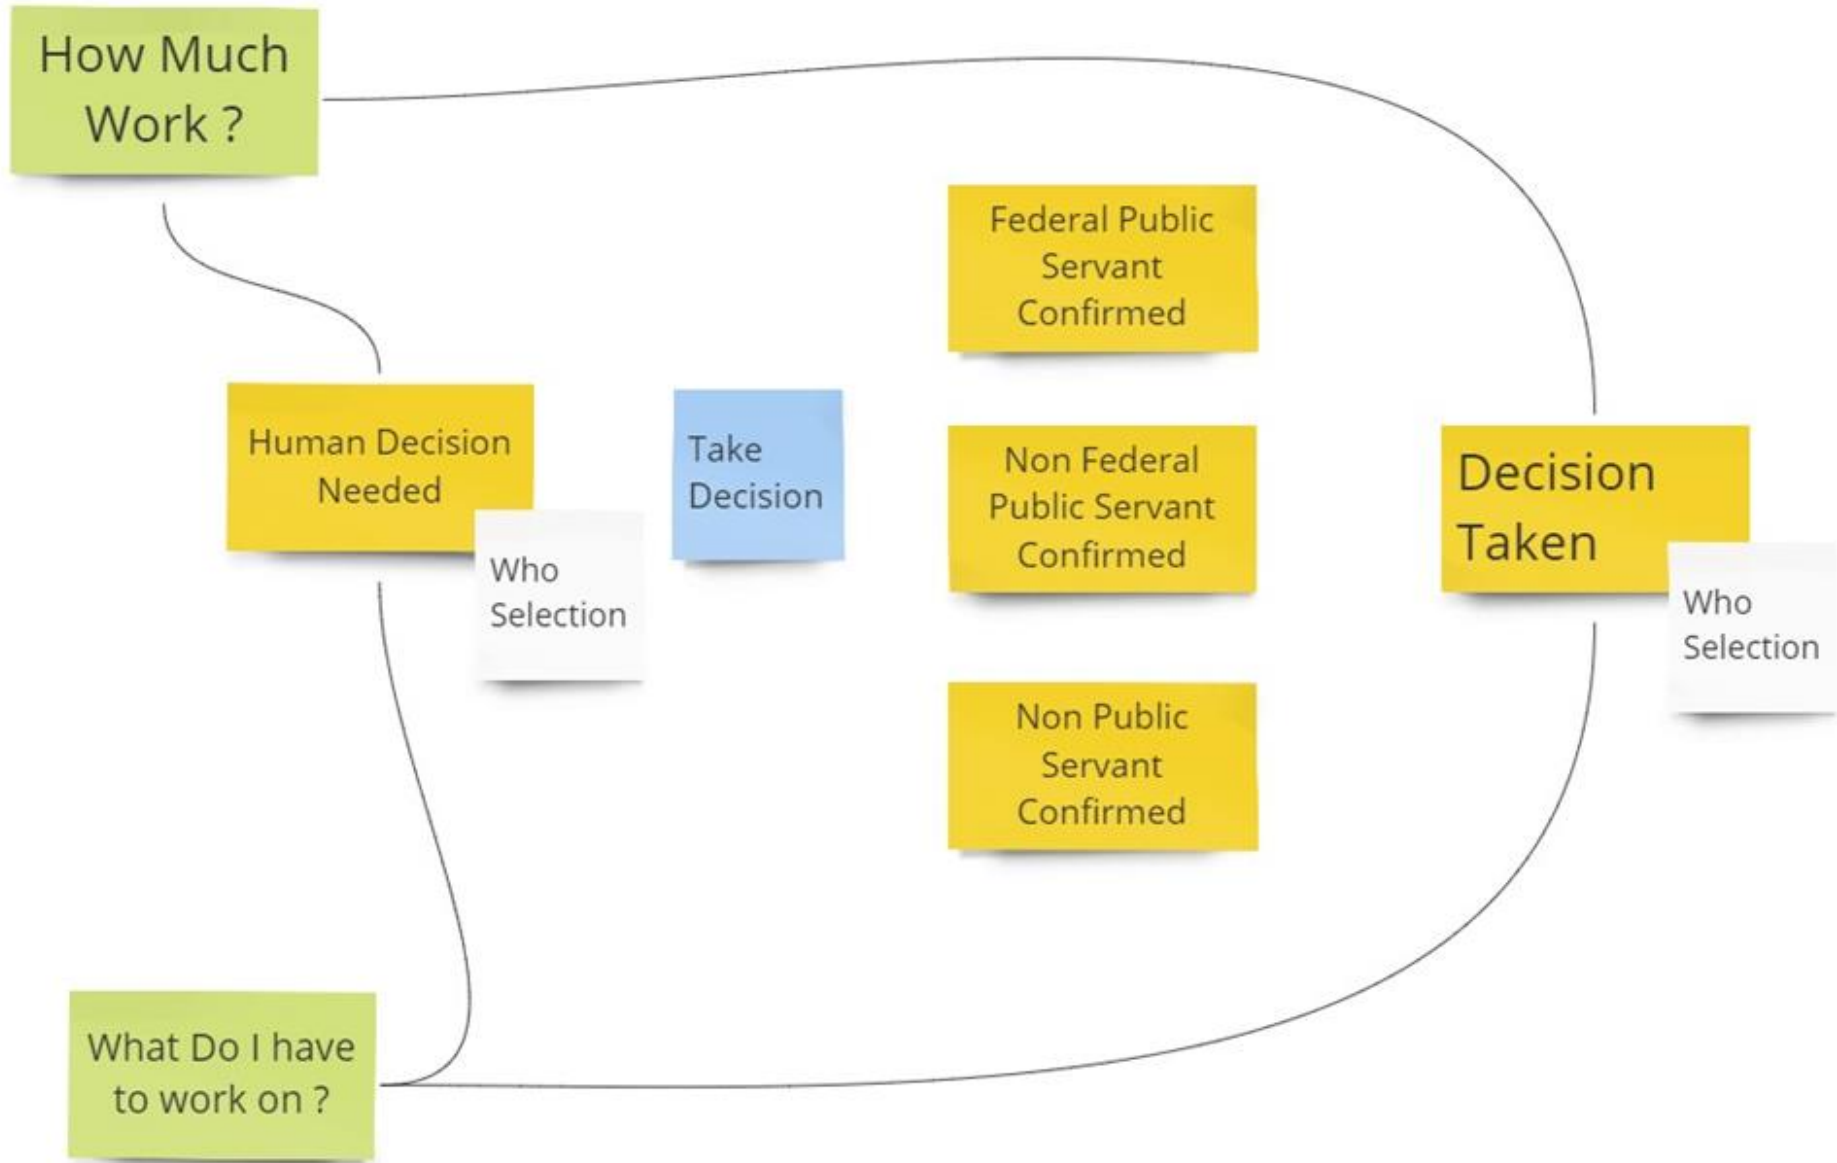 How Much
Work ?
Federal Public
Servant
Confirmed
Human Decision
Needed
Who
Selection
Take
Decision
Non Federal
Public Servant
Confirmed
Decision
Taken
Who
Selection
Non Public
Servant
Confirmed
What Do I have
to work on ?